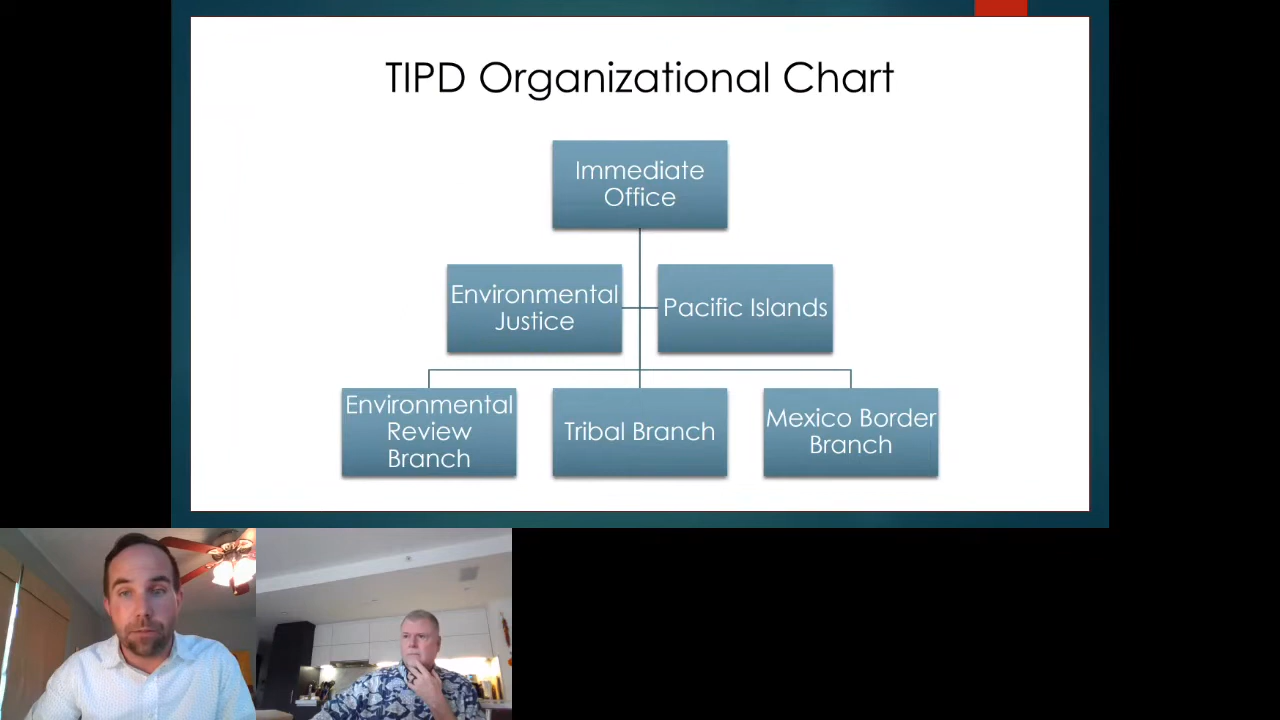 TIPD Organizational Chart
Immediate
Office
Environmental
Justice
Pacific Islands
Environmental
Review
Branch
Tribal Branch
Mexico Border
Branch